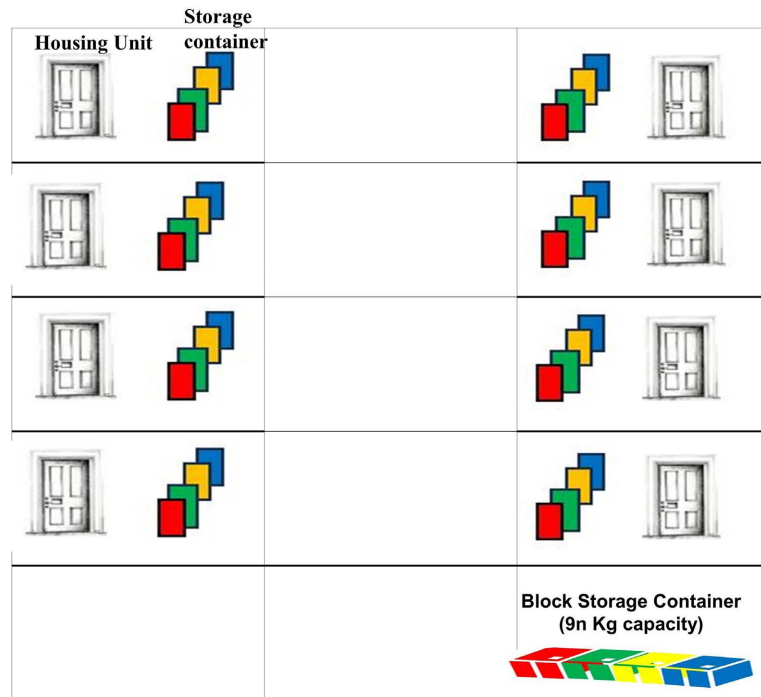 Storage
container
Housing Unit
Block Storage Container
(9n Kg capacity)